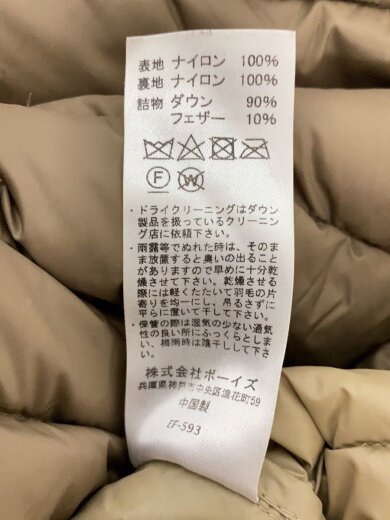 表地 ナイロン 100%
裏地 ナイロン 100%
詰物 ダウン 90%
フェザー 10%
F W
・ドライクリーニングはダウン
製品を扱っているクリーニン
グ店に依頼下さい。
・雨露等でぬれた時は、そのま
ま放置すると臭いの出ること
がありますので早めに十分乾
燥させて下さい。乾燥させる
際には軽くたたいて羽毛の片
寄りを均一にし、吊るさずに
平らに置いて干して下さい。
・保管の際は湿気の少ない通気
性の良い所にふっくらとしま
い、梅雨時は陰干しして下さ
い。
株式会社ボーイズ
兵庫県神戸市中央区浪花町59
中国製
EF-593